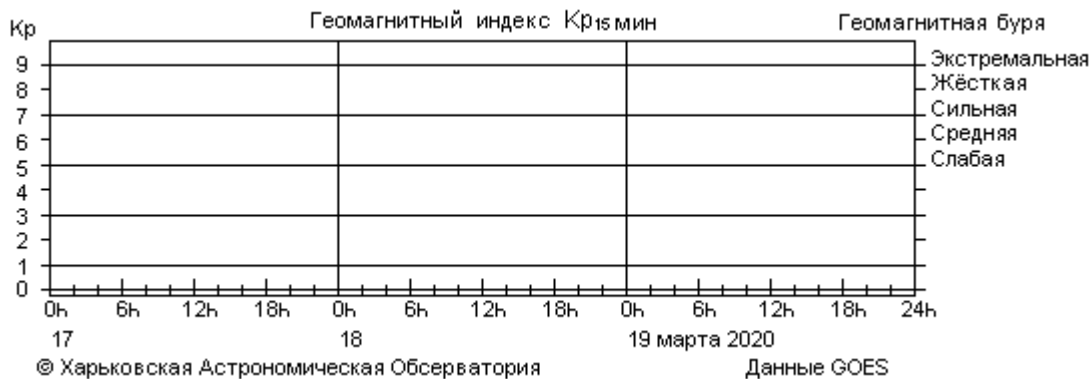 Геомагнитный индекс Kp15 мин
Геомагнитная буря
Kp
9 Экстремальная
8 Жёсткая
7 Сильная
6 Средняя
5 Слабая
4
3
2
1
0
0h 6h 12h 18h 0h 6h 12h 18h 0h 6h 12h 18h 24h
17 18 19 марта 2020
© Харьковская Астрономическая Обсерватория Данные GOES